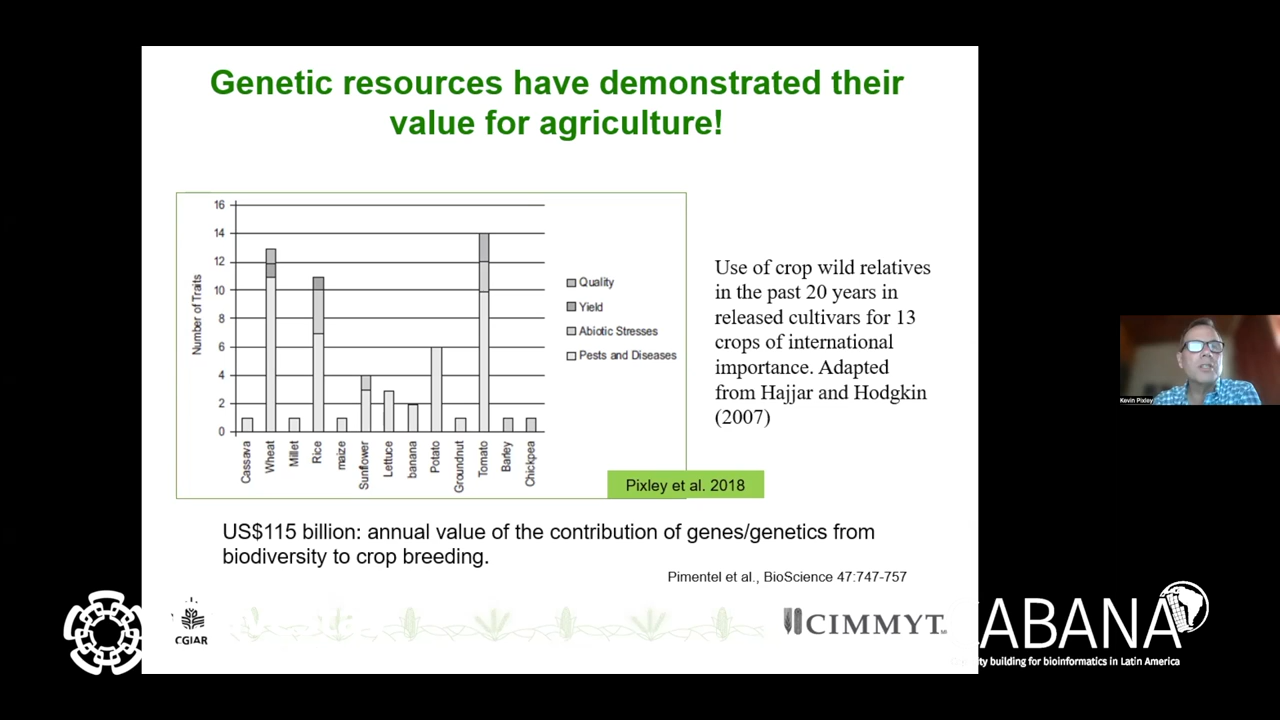 Genetic resources have demonstrated their
value for agriculture!
16
14
12
10
8
6
4
2
0
Number of Traits
Cassava
Wheat
Millet
Rice
maize
Sunflower
Lettuce
banana
Potato
Groundnut
Tomato
Barley
Chickpea
Quality
Yield
Abiotic Stresses
Pests and Diseases
Use of crop wild relatives
in the past 20 years in
released cultivars for 13
crops of international
importance. Adapted
from Hajjar and Hodgkin
(2007)
Pixley et al. 2018
Kevin Pixley
US$115 billion: annual value of the contribution of genes/genetics from
biodiversity to crop breeding.
Pimentel et al., BioScience 47:747-757
CGIAR
CIMMYT
ABANA
building for bioinformatics in Latin America